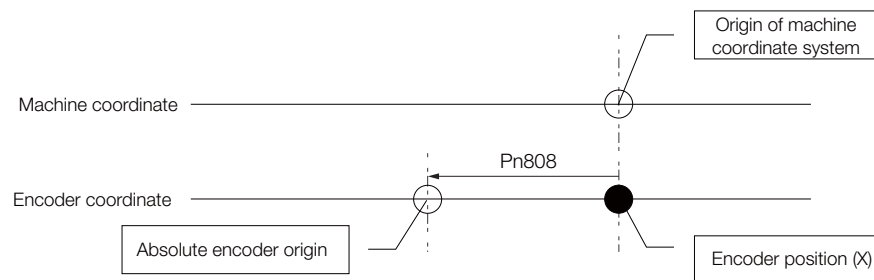 Origin of machine
coordinate system
Machine coordinate
Pn808
Encoder coordinate
Absolute encoder origin
Encoder position (X)